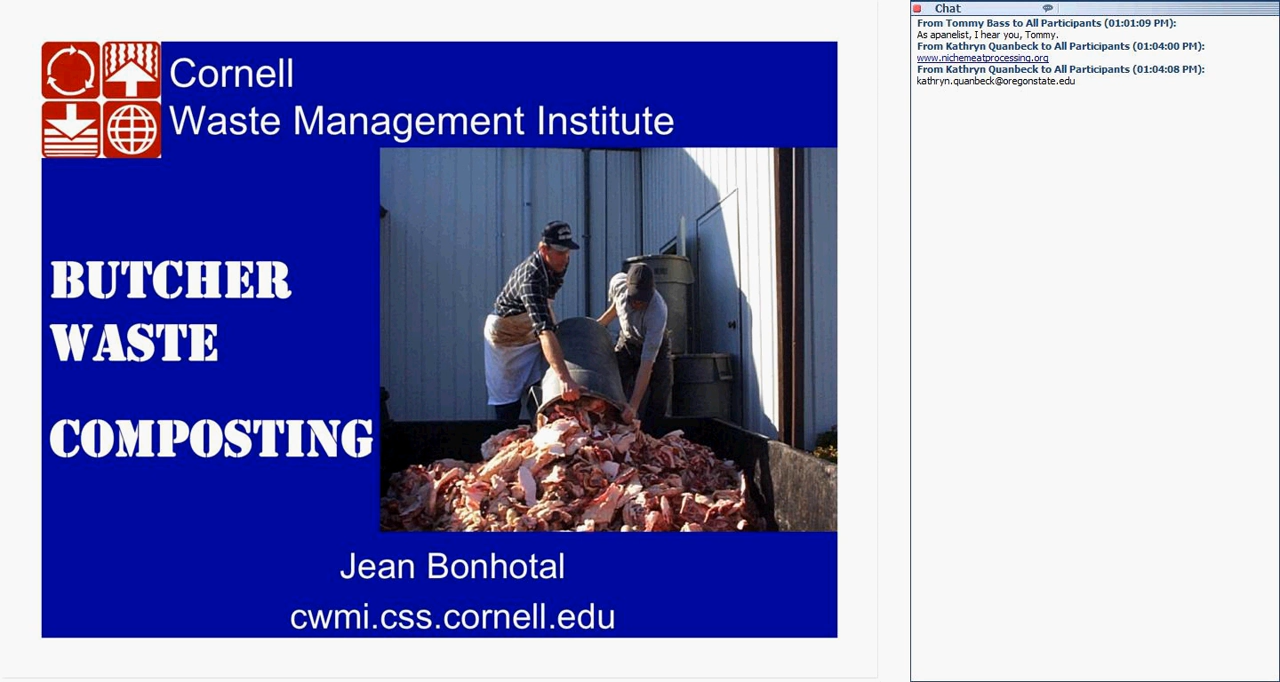 Cornell
Waste Management Institute
BUTCHER
WASTE
COMPOSTING
Jean Bonhotal
cwmi.css.cornell.edu
Chat
From Tommy Bass to All Participants (01:01:09 PM):
As apanelist, I hear you, Tommy.
From Kathryn Quanbeck to All Participants (01:04:00 PM):
www.nichemeatprocessing.org
From Kathryn Quanbeck to All Participants (01:04:08 PM):
kathryn.quanbeck@oregonstate.edu